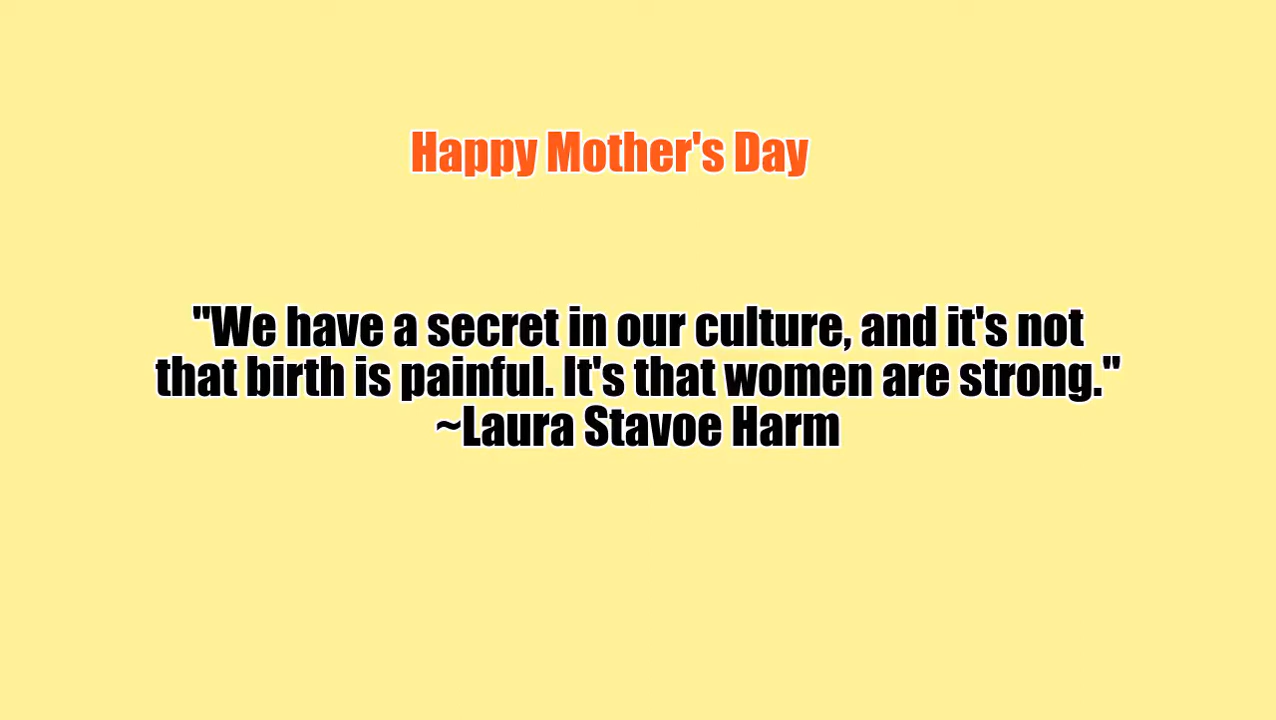 Happy Mother's Day
"We have a secret in our culture, and it's not
that birth is painful. It's that women are strong."
~Laura Stavoe Harm